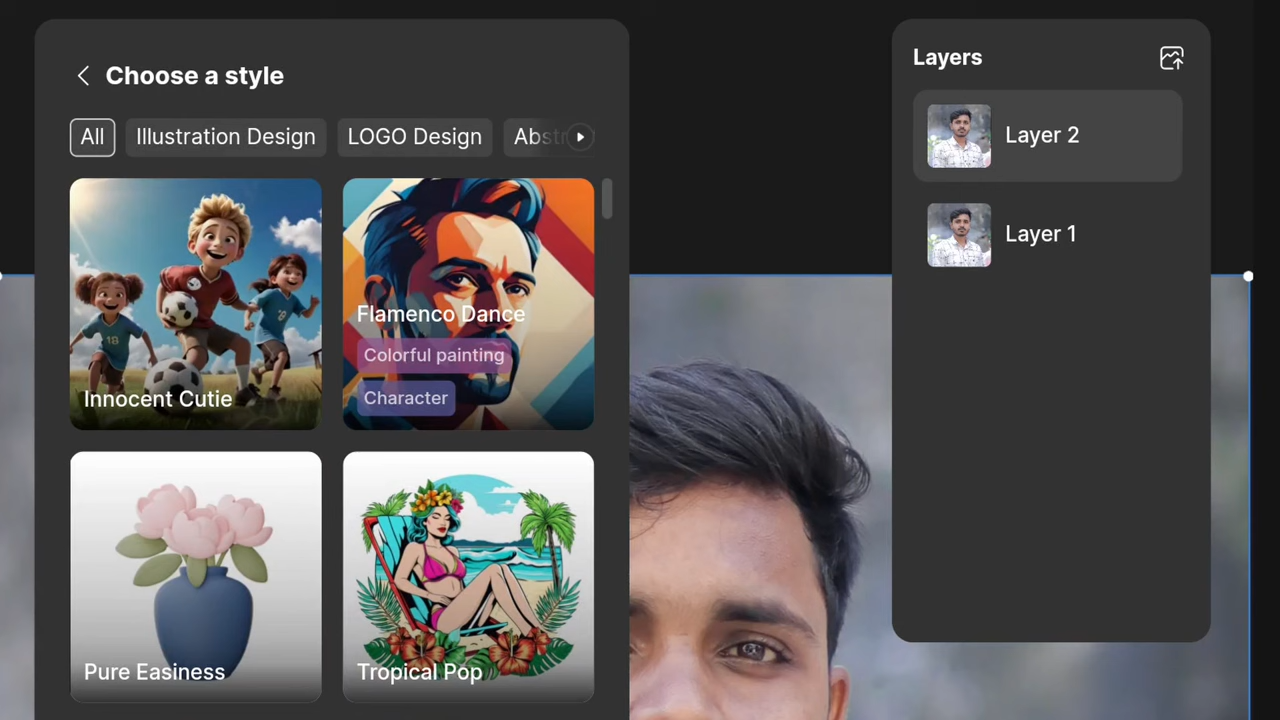 Choose a style
All
Illustration Design
LOGO Design
Innocent Cutie
Flamenco Dance
Colorful painting
Character
Pure Easiness
Tropical Pop
Layers
Layer 2
Layer 1